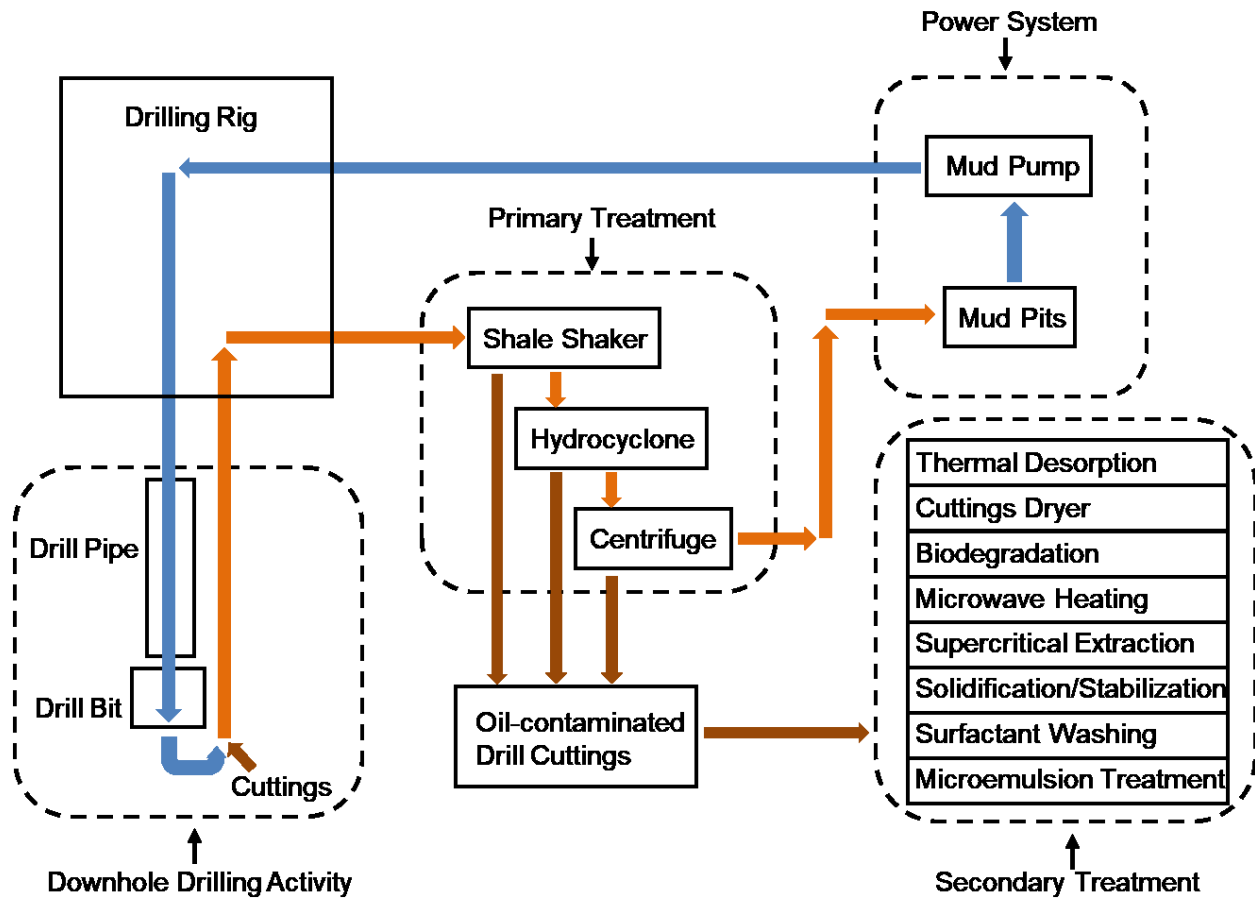 Power System
Drilling Rig
Mud Pump
Primary Treatment
Mud Pits
Shale Shaker
Hydrocyclone
Centrifuge
Thermal Desorption
Cuttings Dryer
Biodegradation
Microwave Heating
Supercritical Extraction
Solidification/Stabilization
Surfactant Washing
Microemulsion Treatment
Drill Pipe
Drill Bit
Cuttings
Oil-contaminated
Drill Cuttings
Downhole Drilling Activity
Secondary Treatment